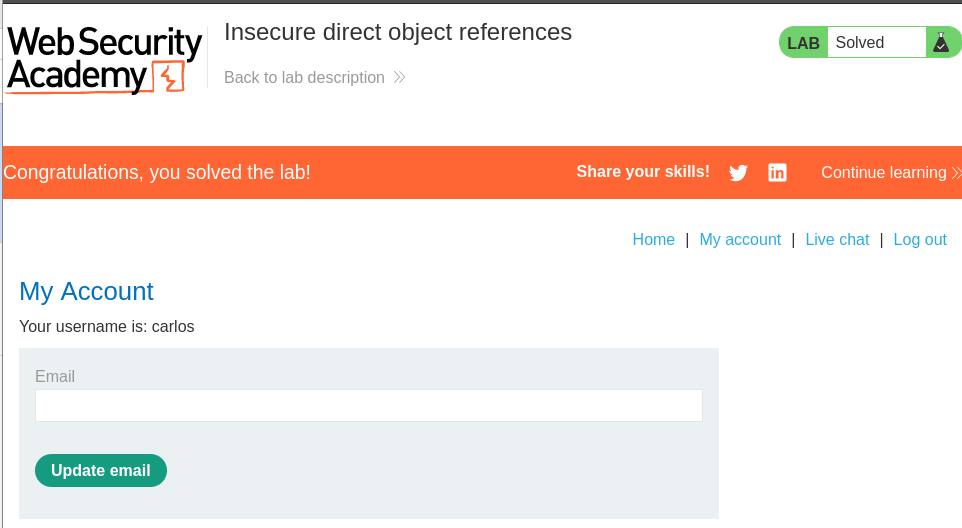 Web Security
Academy
Insecure direct object references
Back to lab description
LAB Solved
Congratulations, you solved the lab!
Share your skills!
in
Continue learning
Home | My account | Live chat | Log out
My Account
Your username is: carlos
Email
Update email